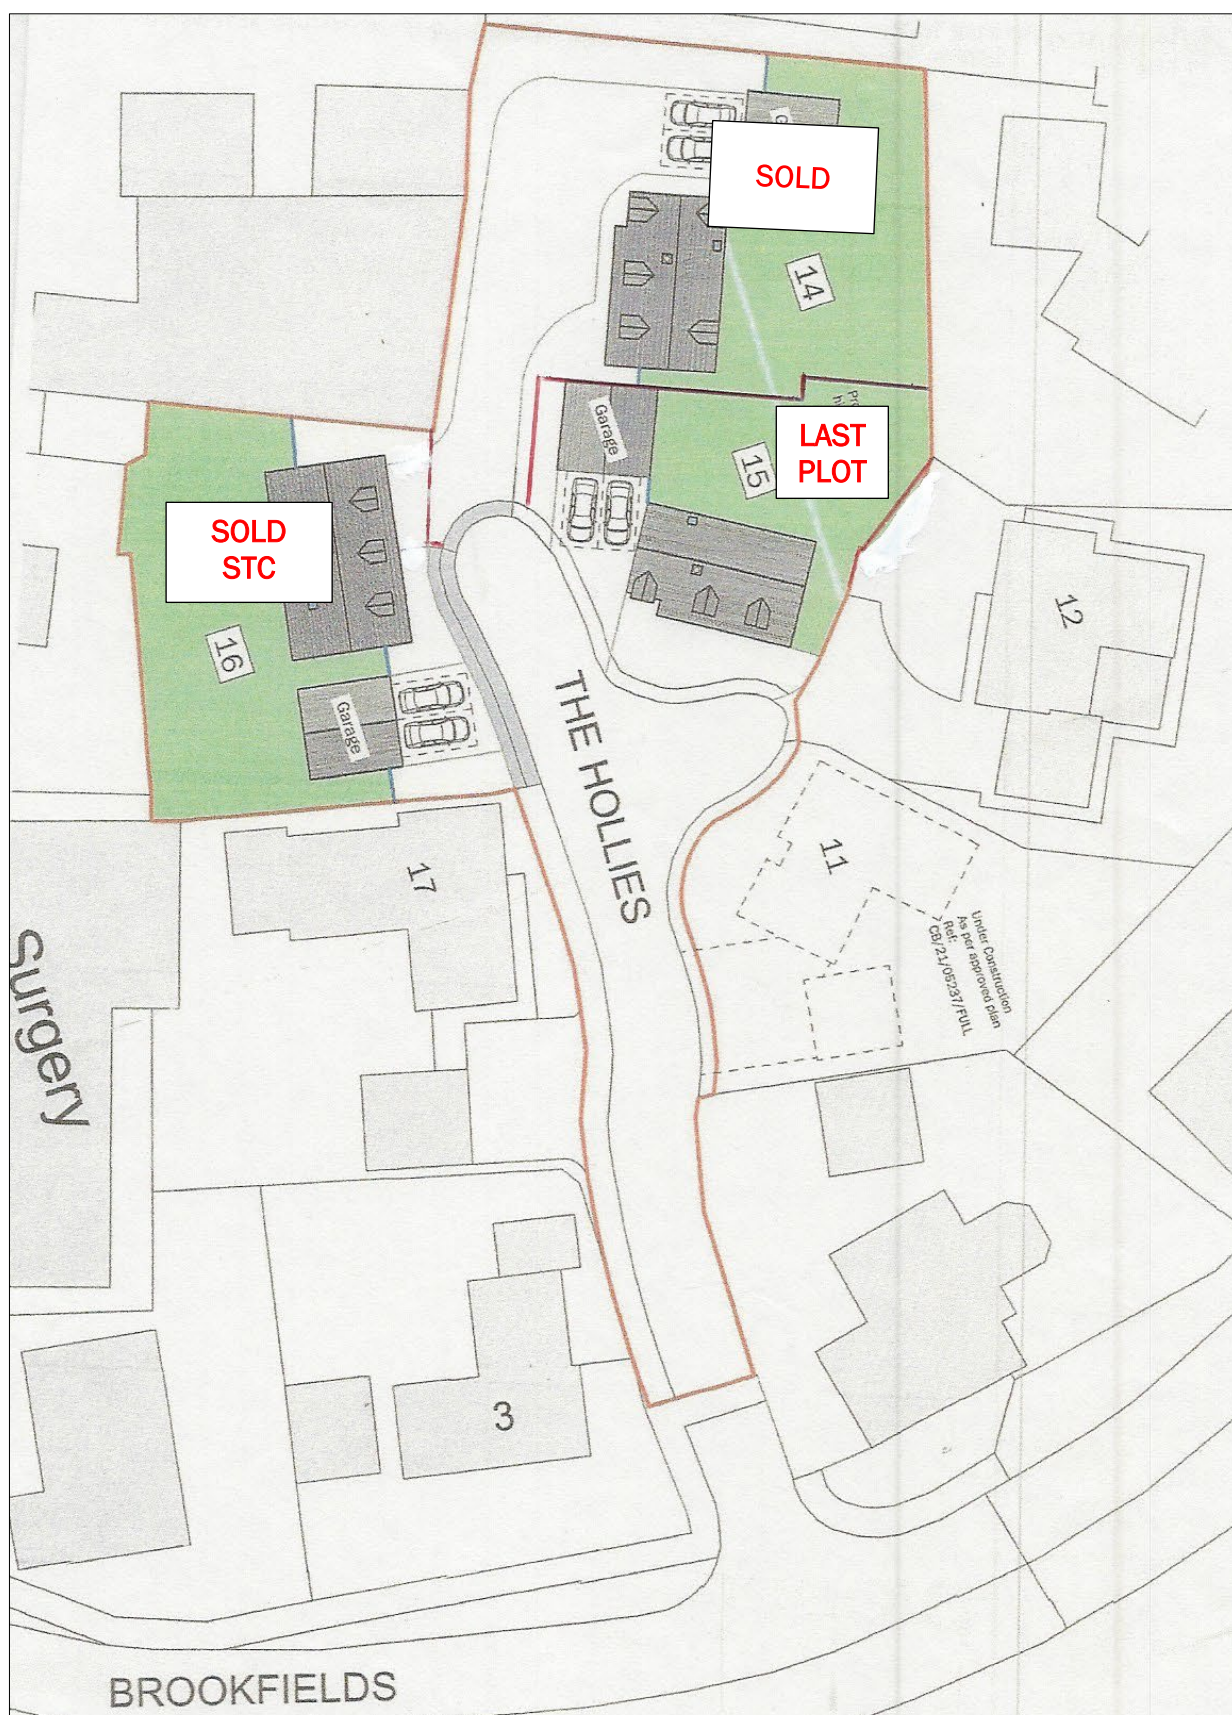 SOLD
14
Garage
15
LAST
PLOT
SOLD
STC
16
Garage
12
THE HOLLIES
11
17
Under Construction
As per approved plan
Ref:
CB/21/05237/FULL
Surgery
3
BROOKFIELDS